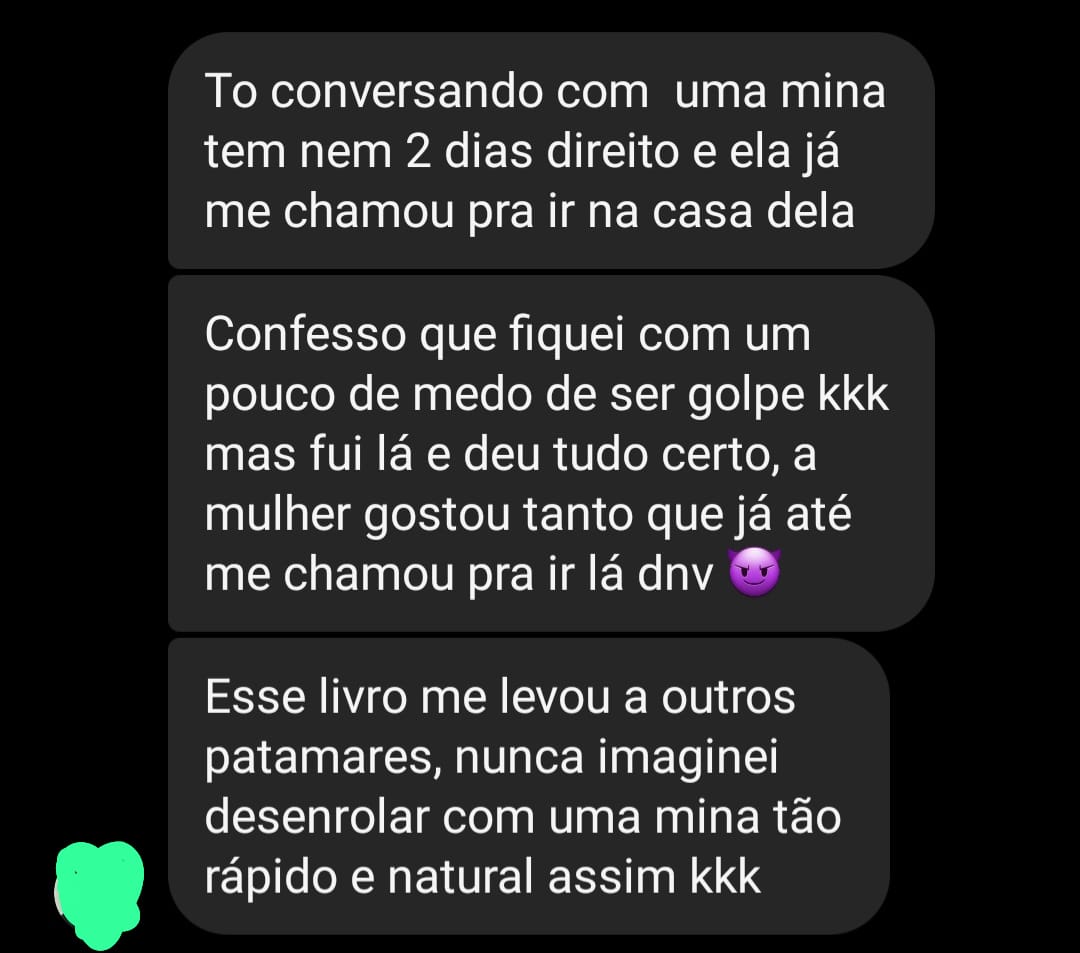 To conversando com  uma mina
tem nem 2 dias direito e ela já
me chamou pra ir na casa dela
Confesso que fiquei com um
pouco de medo de ser golpe kkk
mas fui lá e deu tudo certo, a
mulher gostou tanto que já até
me chamou pra ir lá dnv 😈
Esse livro me levou a outros
patamares, nunca imaginei
desenrolar com uma mina tão
rápido e natural assim kkk